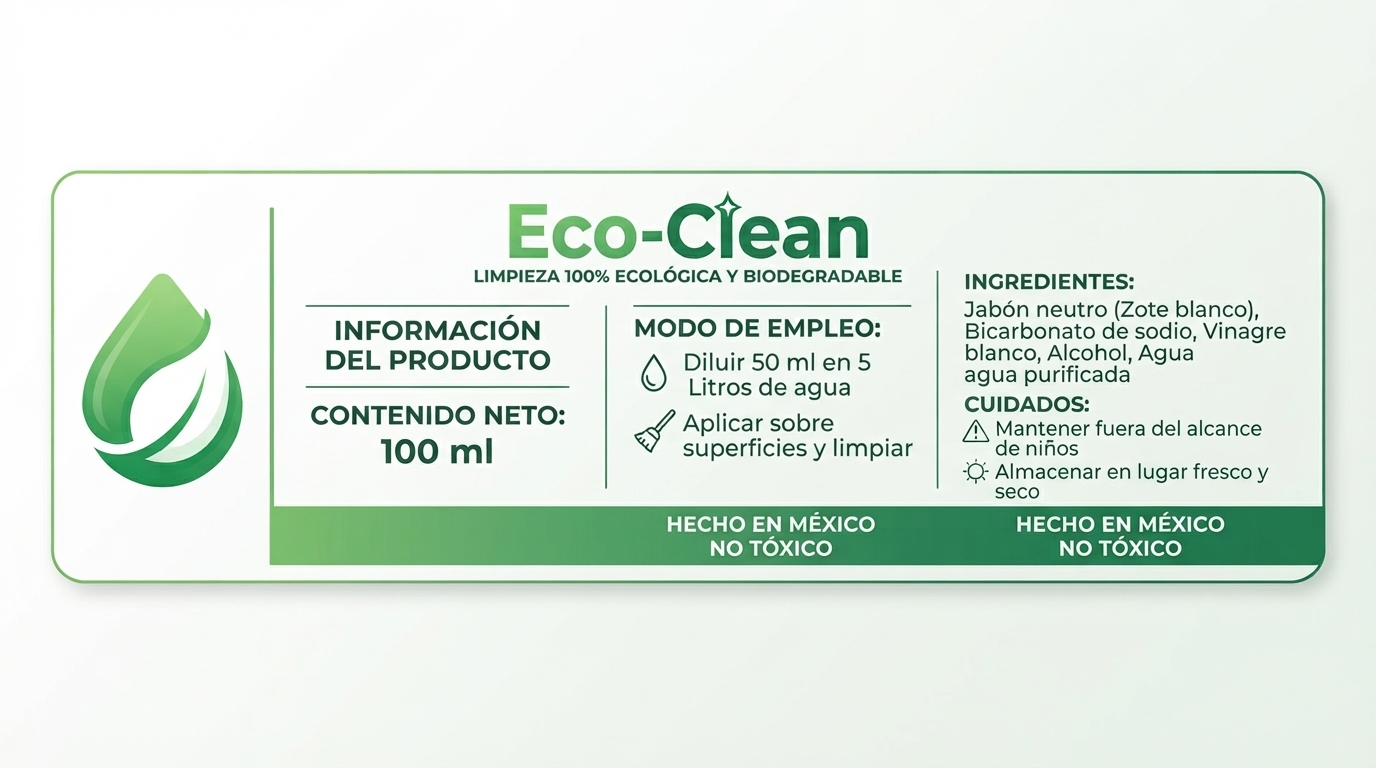 Eco-Clean
LIMPIEZA 100% ECOLÓGICA Y BIODEGRADABLE
INFORMACIÓN
DEL PRODUCTO
CONTENIDO NETO:
100 ml
MODO DE EMPLEO:
Diluir 50 ml en 5
Litros de agua
Aplicar sobre
superficies y limpiar
INGREDIENTES:
Jabón neutro (Zote blanco),
Bicarbonato de sodio, Vinagre
blanco, Alcohol, Agua
agua purificada
CUIDADOS:
Mantener fuera del alcance
de niños
Almacenar en lugar fresco y
seco
HECHO EN MÉXICO
NO TÓXICO
HECHO EN MÉXICO
NO TÓXICO